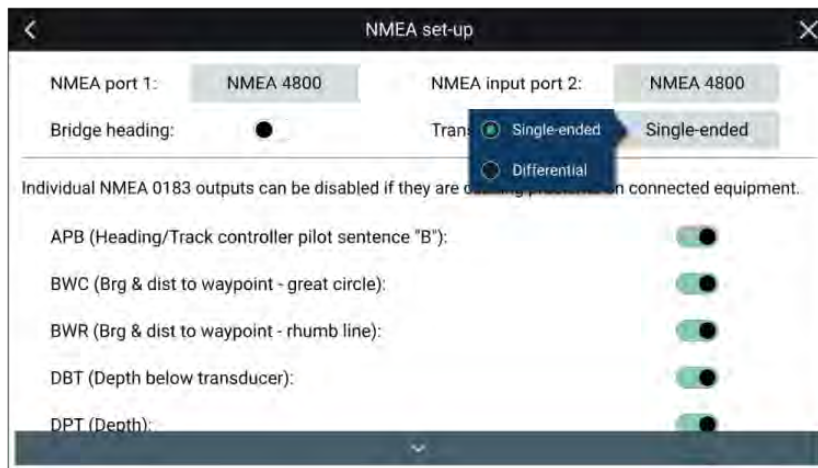 NMEA set-up
NMEA port 1: NMEA 4800 NMEA input port 2: NMEA 4800
Bridge heading: Tran Single-ended Single-ended
Differential
Individual NMEA 0183 outputs can be disabled if they are on connected equipment.
APB (Heading/Track controller pilot sentence "B"):
BWC (Brg & dist to waypoint - great circle):
BWR (Brg & dist to waypoint - rhumb line):
DBT (Depth below transducer):
DPT (Depth):